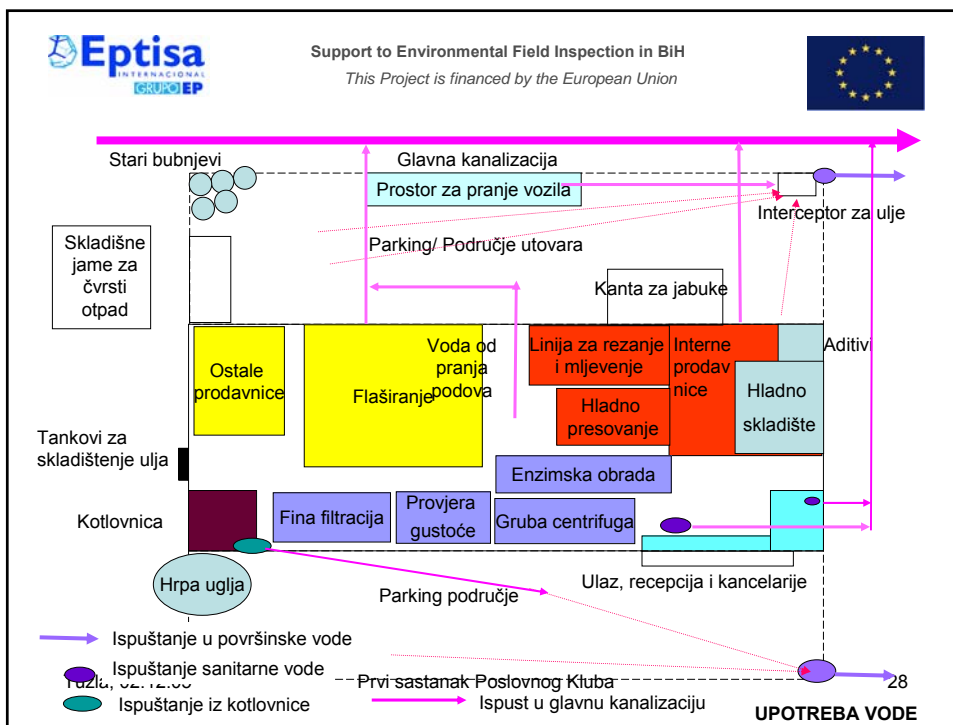 Eptisa
INTERNACIONAL
GRUPO EP
Support to Environmental Field Inspection in BiH
This Project is financed by the European Union
Stari bubnjevi
Glavna kanalizacija
Prostor za pranje vozila
Interceptor za ulje
Skladišne
jame za
čvrsti
otpad
Parking/ Područje utovara
Kanta za jabuke
Ostale
prodavnice
Flaširanje
Voda od
pranja
podova
Linija za rezanje
i mljevenje
Interne
prodav
nice
Aditivi
Hladno
skladište
Hladno
presovanje
Tankovi za
skladištenje ulja
Enzimska obrada
Kotlovnica
Fina filtracija
Provjera
gustoće
Gruba centrifuga
Hrpa uglja
Ulaz, recepcija i kancelarije
Parking područje
Ispuštanje u površinske vode
Ispuštanje sanitarne vode
Tuzla, 02.12.05
Prvi sastanak Poslovnog Kluba
28
Ispuštanje iz kotlovnice
Ispust u glavnu kanalizaciju
UPOTREBA VODE